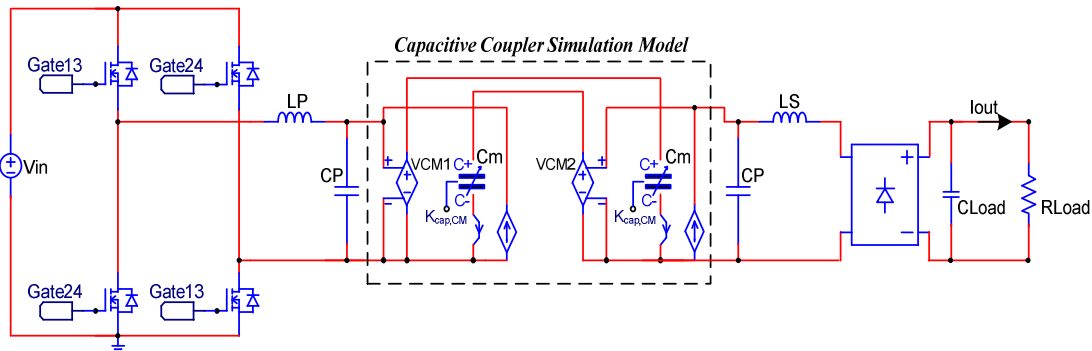 Capacitive Coupler Simulation Model
Gate13
Gate24
LP
LS
Iout
Vin
CP
+
VCM1
+
−
−
C+
Cm
C-
Kcap,CM
VCM2
+
−
+
−
C+
Cm
C-
Kcap,CM
CP
+
−
CLoad
RLoad
Gate24
Gate13